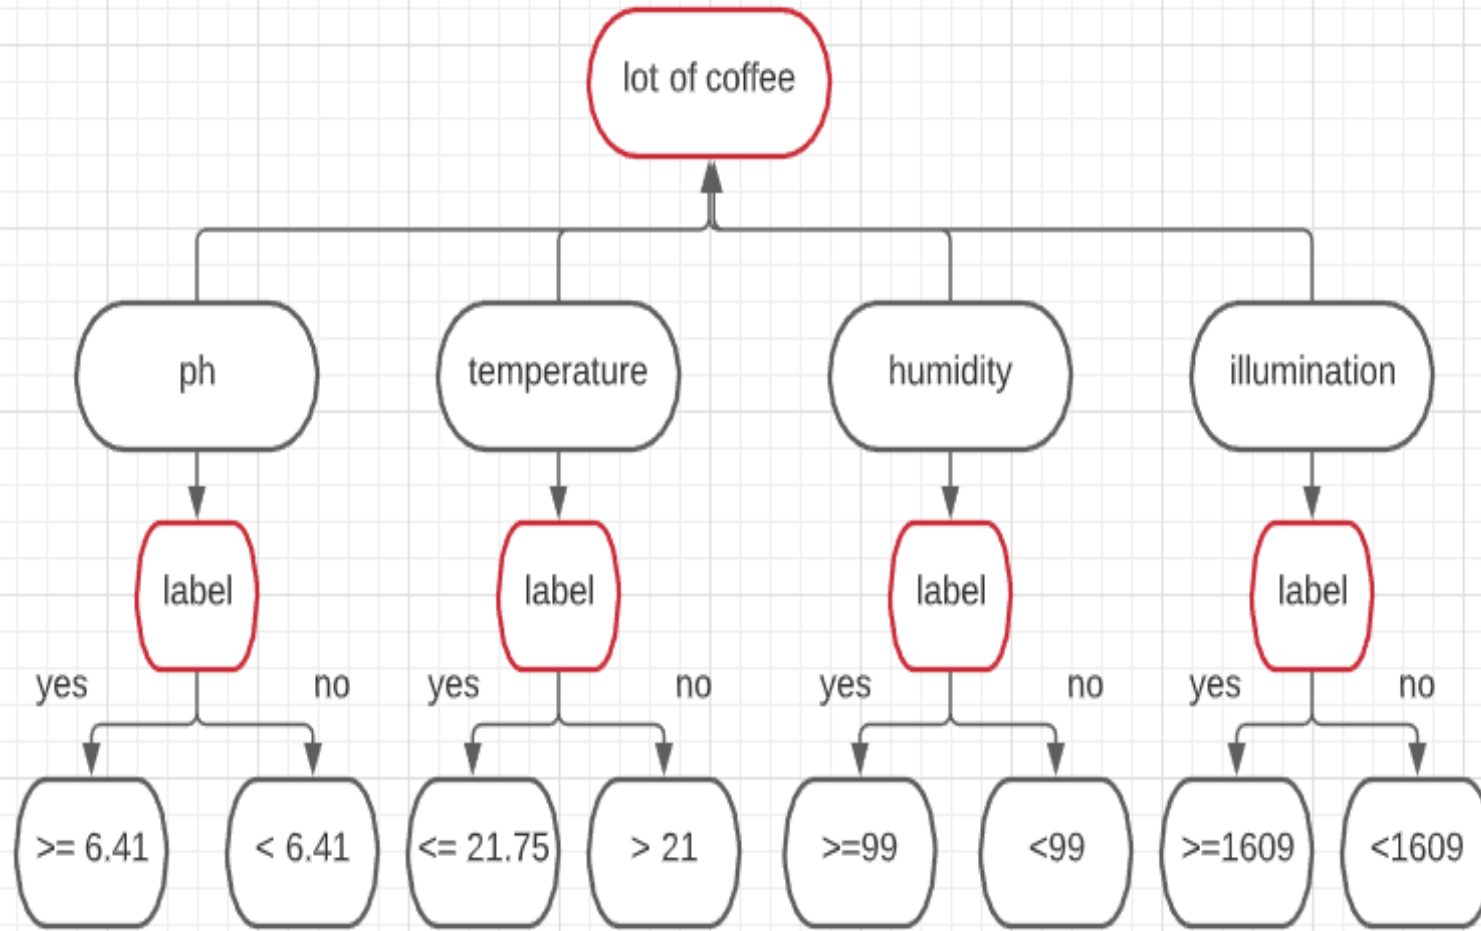 lot of coffee
ph
temperature
humidity
illumination
label
label
label
label
yes
no
yes
no
yes
no
yes
no
>= 6.41
< 6.41
<= 21.75
> 21
>=99
<99
>=1609
<1609